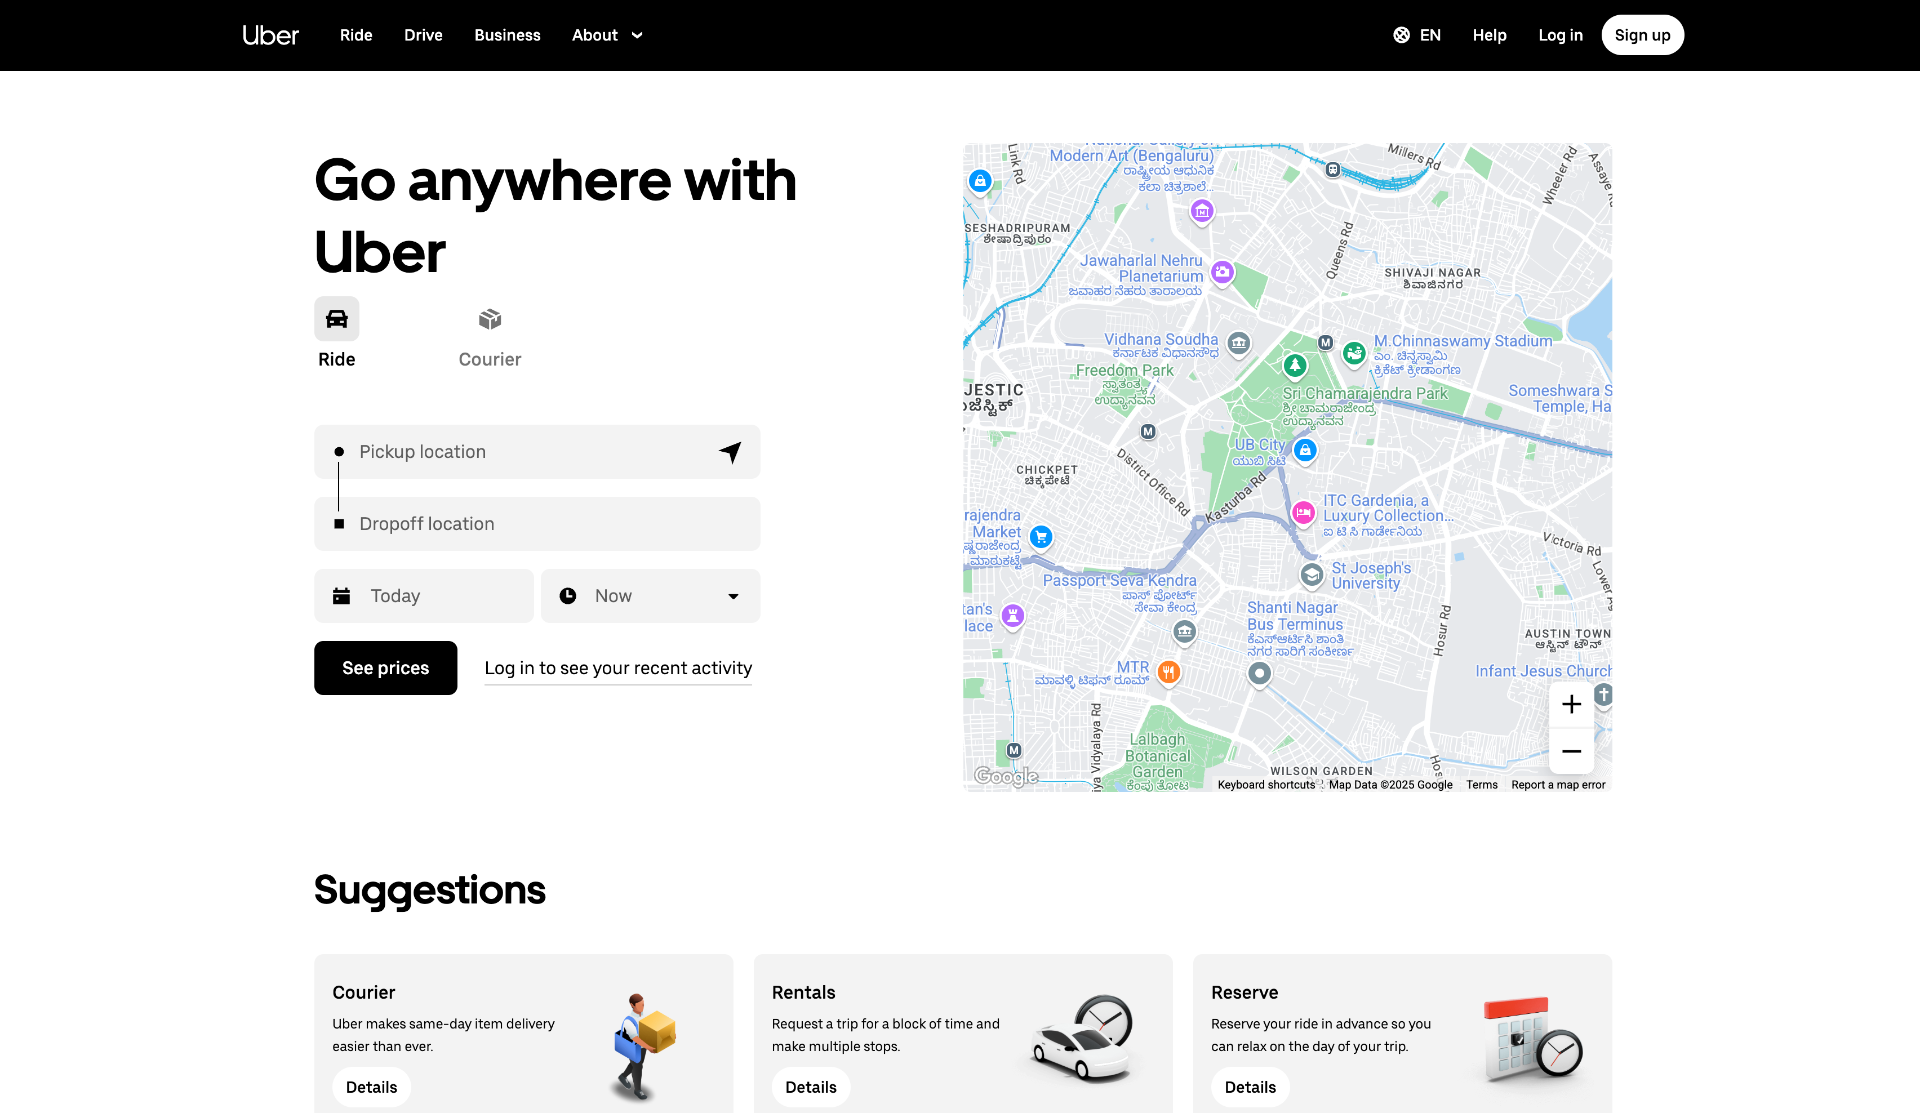 Uber
Ride
Drive
Business
About
EN
Help
Log in
Sign up
Go anywhere with
Uber
Ride
Courier
Pickup location
Dropoff location
Today
Now
See prices
Log in to see your recent activity
Link Rd
Modern Art (Bengaluru)
ರಾಷ್ಟ್ರೀಯ ಆಧುನಿಕ
ಕಲಾ ಚಿತ್ರಶಾಲೆ...
Millers Rd
Wheeler Rd
SESHADRIPURAM
ಶೇಷಾದ್ರಿಪುರಂ
Queens Rd
Jawaharlal Nehru
Planetarium
ಜವಾಹರ ನೆಹರು ತಾರಾಲಯ
SHIVAJI NAGAR
ಶಿವಾಜಿನಗರ
Vidhana Soudha
ಕರ್ನಾಟಕ ವಿಧಾನಸೌಧ
M
M.Chinnaswamy Stadium
ಎಂ. ಚಿನ್ನಸ್ವಾಮಿ
ಕ್ರಿಕೆಟ್ ಕ್ರೀಡಾಂಗಣ
Freedom Park
ಸ್ವಾತಂತ್ರ್ಯ
ಉದ್ಯಾನವನ
JESTIC
ಜೆಸ್ಟಿಕ್
Sri Chamarajendra Park
ಶ್ರೀ ಚಾಮರಾಜೇಂದ್ರ
ಉದ್ಯಾನವನ
Someshwara S
Temple, Ha
M
UB City
ಯುಬಿ ಸಿಟಿ
District Office Rd
Kasturba Rd
CHICKPET
ಚಿಕ್ಕಪೇಟೆ
ITC Gardenia, a
Luxury Collection...
ಐ ಟಿ ಸಿ ಗಾರ್ಡೇನಿಯ
rajendra
Market
ಷ್ಣರಾಜೇಂದ್ರ
ಮಾರುಕಟ್ಟೆ
Victoria Rd
St Joseph's
University
Passport Seva Kendra
ಪಾಸ್ ಪೋರ್ಟ್
ಸೇವಾ ಕೇಂದ್ರ
tan's
lace
Shanti Nagar
Bus Terminus
ಕೆಎಸ್ಆರ್ಟಿಸಿ ಶಾಂತಿ
ನಗರ ಸಾರಿಗೆ ಸಂಕೀರ್ಣ
Hosur Rd
AUSTIN TOWN
ಆಸ್ಟಿನ್ ಟೌನ್
MTR
ಮಾವಳ್ಳಿ ಟಿಫನ್ ರೂಮ್
Infant Jesus Church
iya Vidyalaya Rd
Lalbagh
Botanical
Garden
ಕೆಂಪು ತೋಟ
M
WILSON GARDEN
Google
Keyboard shortcuts
Map Data ©2025 Google
Terms
Report a map error
Suggestions
Courier
Uber makes same-day item delivery
easier than ever.
Details
Rentals
Request a trip for a block of time and
make multiple stops.
Details
Reserve
Reserve your ride in advance so you
can relax on the day of your trip.
Details